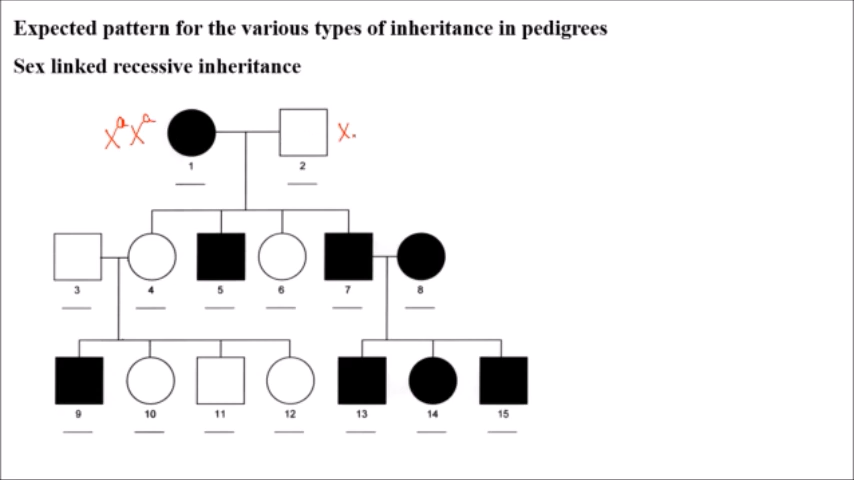 Expected pattern for the various types of inheritance in pedigrees
Sex linked recessive inheritance
XᵃXᵃ X.
1 2
3 4 5 6 7 8
9 10 11 12 13 14 15